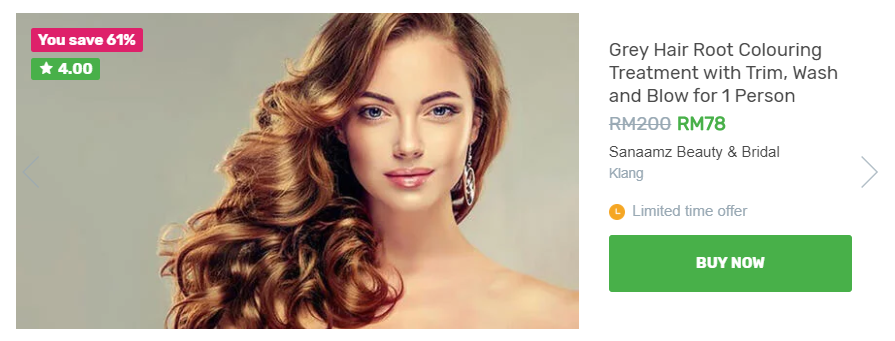 You save 61%
★ 4.00
Grey Hair Root Colouring
Treatment with Trim, Wash
and Blow for 1 Person
RM200 RM78
Sanaamz Beauty & Bridal
Klang
Limited time offer
BUY NOW